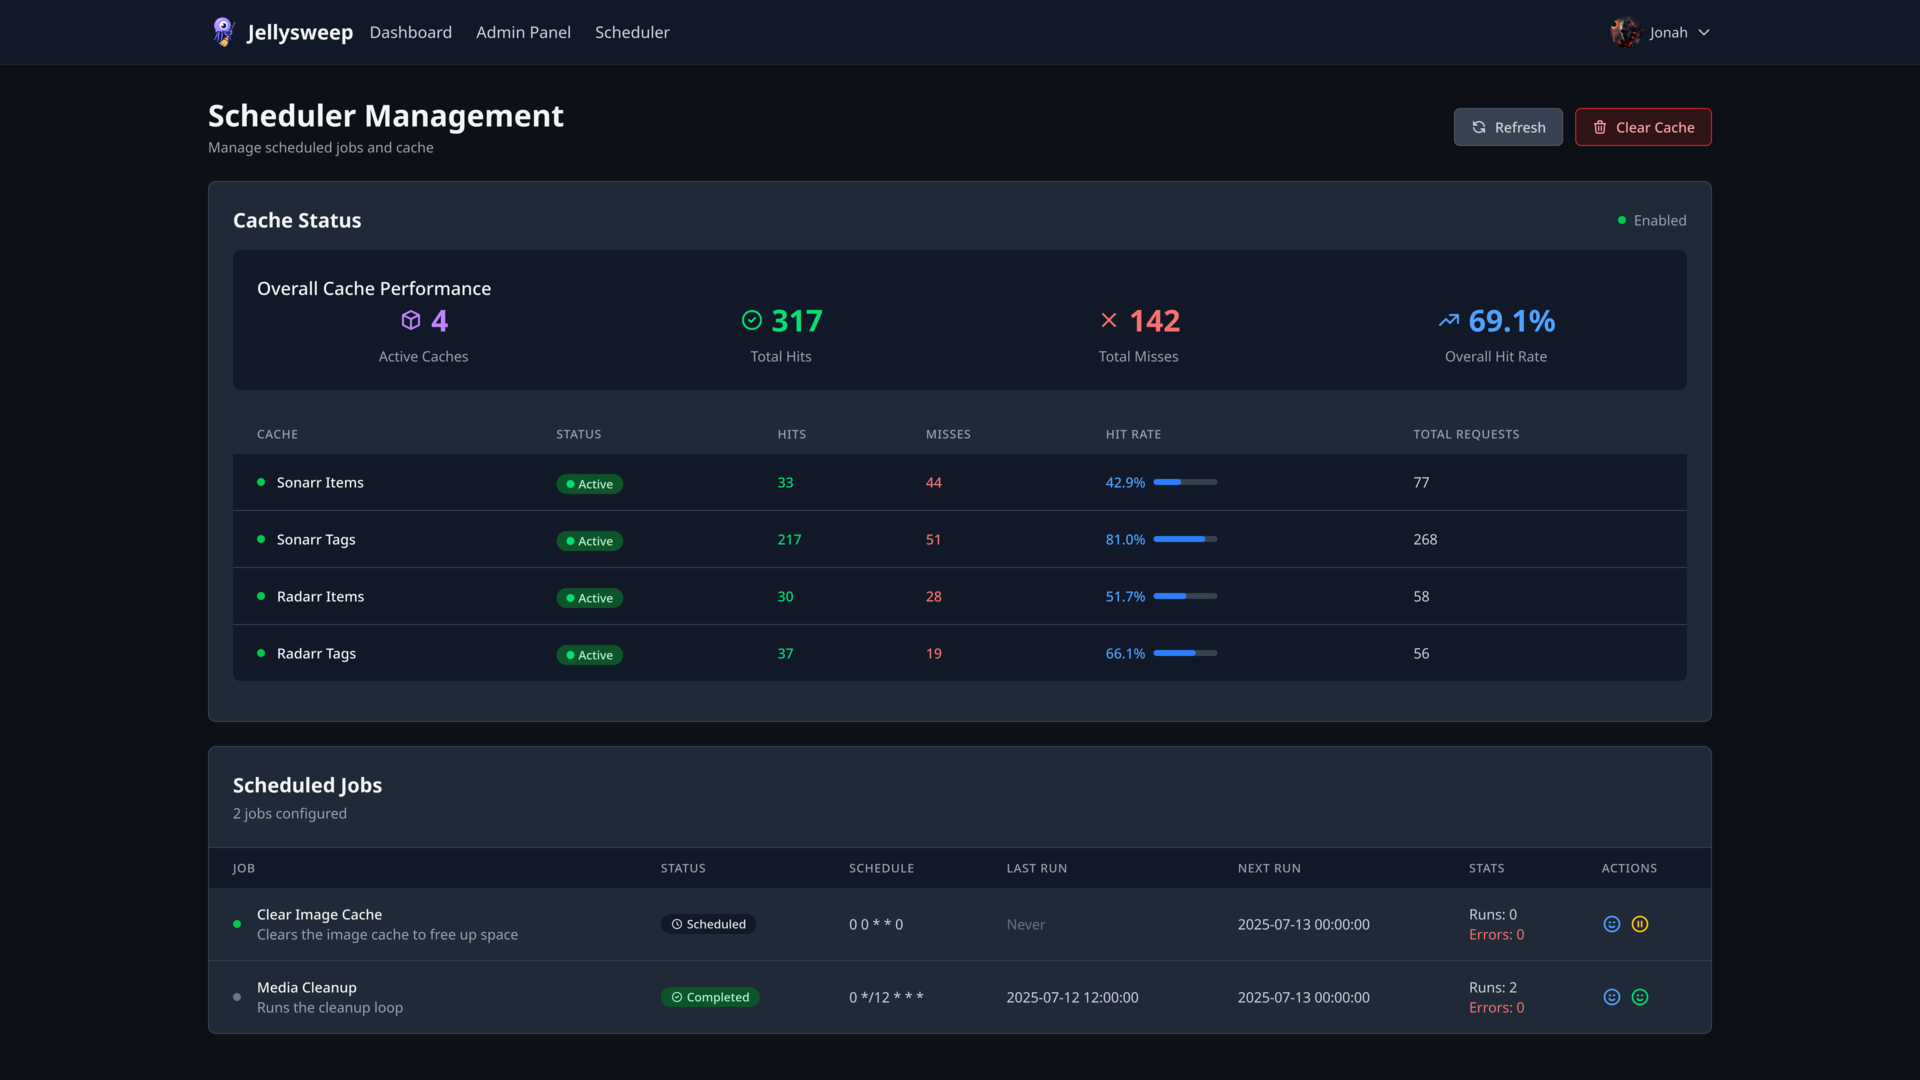 Jellysweep Dashboard Admin Panel Scheduler Jonah
Scheduler Management
Manage scheduled jobs and cache
Refresh Clear Cache
Cache Status Enabled
Overall Cache Performance
4 317 142 69.1%
Active Caches Total Hits Total Misses Overall Hit Rate
CACHE STATUS HITS MISSES HIT RATE TOTAL REQUESTS
Sonarr Items Active 33 44 42.9% 77
Sonarr Tags Active 217 51 81.0% 268
Radarr Items Active 30 28 51.7% 58
Radarr Tags Active 37 19 66.1% 56
Scheduled Jobs
2 jobs configured
JOB STATUS SCHEDULE LAST RUN NEXT RUN STATS ACTIONS
Clear Image Cache Scheduled 0 0 * * 0 Never 2025-07-13 00:00:00 Runs: 0
Clears the image cache to free up space Errors: 0
Media Cleanup Completed 0 */12 * * * 2025-07-12 12:00:00 2025-07-13 00:00:00 Runs: 2
Runs the cleanup loop Errors: 0